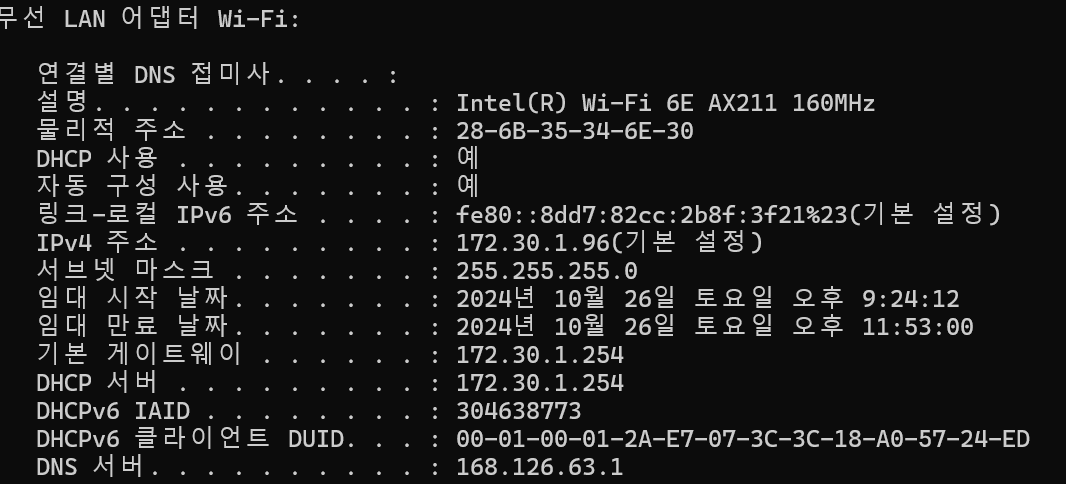 무선 LAN 어댑터 Wi-Fi:
연결별 DNS 접미사. . . . :
설명. . . . . . . . . . . . : Intel(R) Wi-Fi 6E AX211 160MHz
물리적 주소 . . . . . . . . : 28-6B-35-34-6E-30
DHCP 사용 . . . . . . . . . : 예
자동 구성 사용. . . . . . . : 예
링크-로컬 IPv6 주소 . . . . : fe80::8dd7:82cc:2b8f:3f21%23(기본 설정)
IPv4 주소 . . . . . . . . . : 172.30.1.96(기본 설정)
서브넷 마스크 . . . . . . . : 255.255.255.0
임대 시작 날짜. . . . . . . : 2024년 10월 26일 토요일 오후 9:24:12
임대 만료 날짜. . . . . . . : 2024년 10월 26일 토요일 오후 11:53:00
기본 게이트웨이 . . . . . . : 172.30.1.254
DHCP 서버 . . . . . . . . . : 172.30.1.254
DHCPv6 IAID . . . . . . . . : 304638773
DHCPv6 클라이언트 DUID. . . : 00-01-00-01-2A-E7-07-3C-3C-18-A0-57-24-ED
DNS 서버. . . . . . . . . . : 168.126.63.1